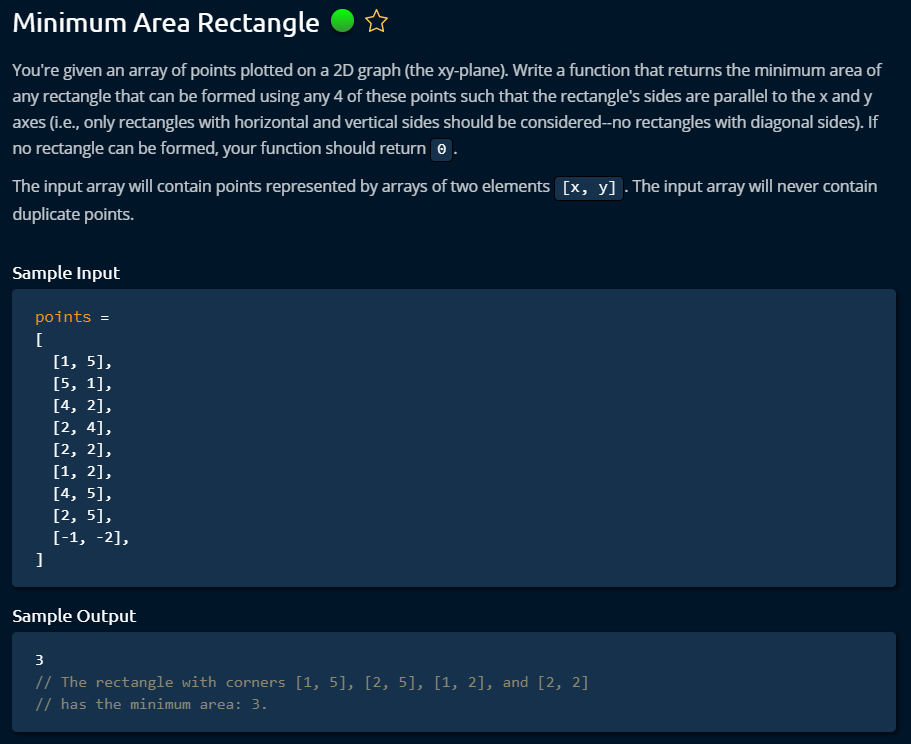 Minimum Area Rectangle
You're given an array of points plotted on a 2D graph (the xy-plane). Write a function that returns the minimum area of
any rectangle that can be formed using any 4 of these points such that the rectangle's sides are parallel to the x and y
axes (i.e., only rectangles with horizontal and vertical sides should be considered--no rectangles with diagonal sides). If
no rectangle can be formed, your function should return 0.
The input array will contain points represented by arrays of two elements [x, y]. The input array will never contain
duplicate points.
Sample Input
points =
[
[1, 5],
[5, 1],
[4, 2],
[2, 4],
[2, 2],
[1, 2],
[4, 5],
[2, 5],
[-1, -2],
]
Sample Output
3
// The rectangle with corners [1, 5], [2, 5], [1, 2], and [2, 2]
// has the minimum area: 3.